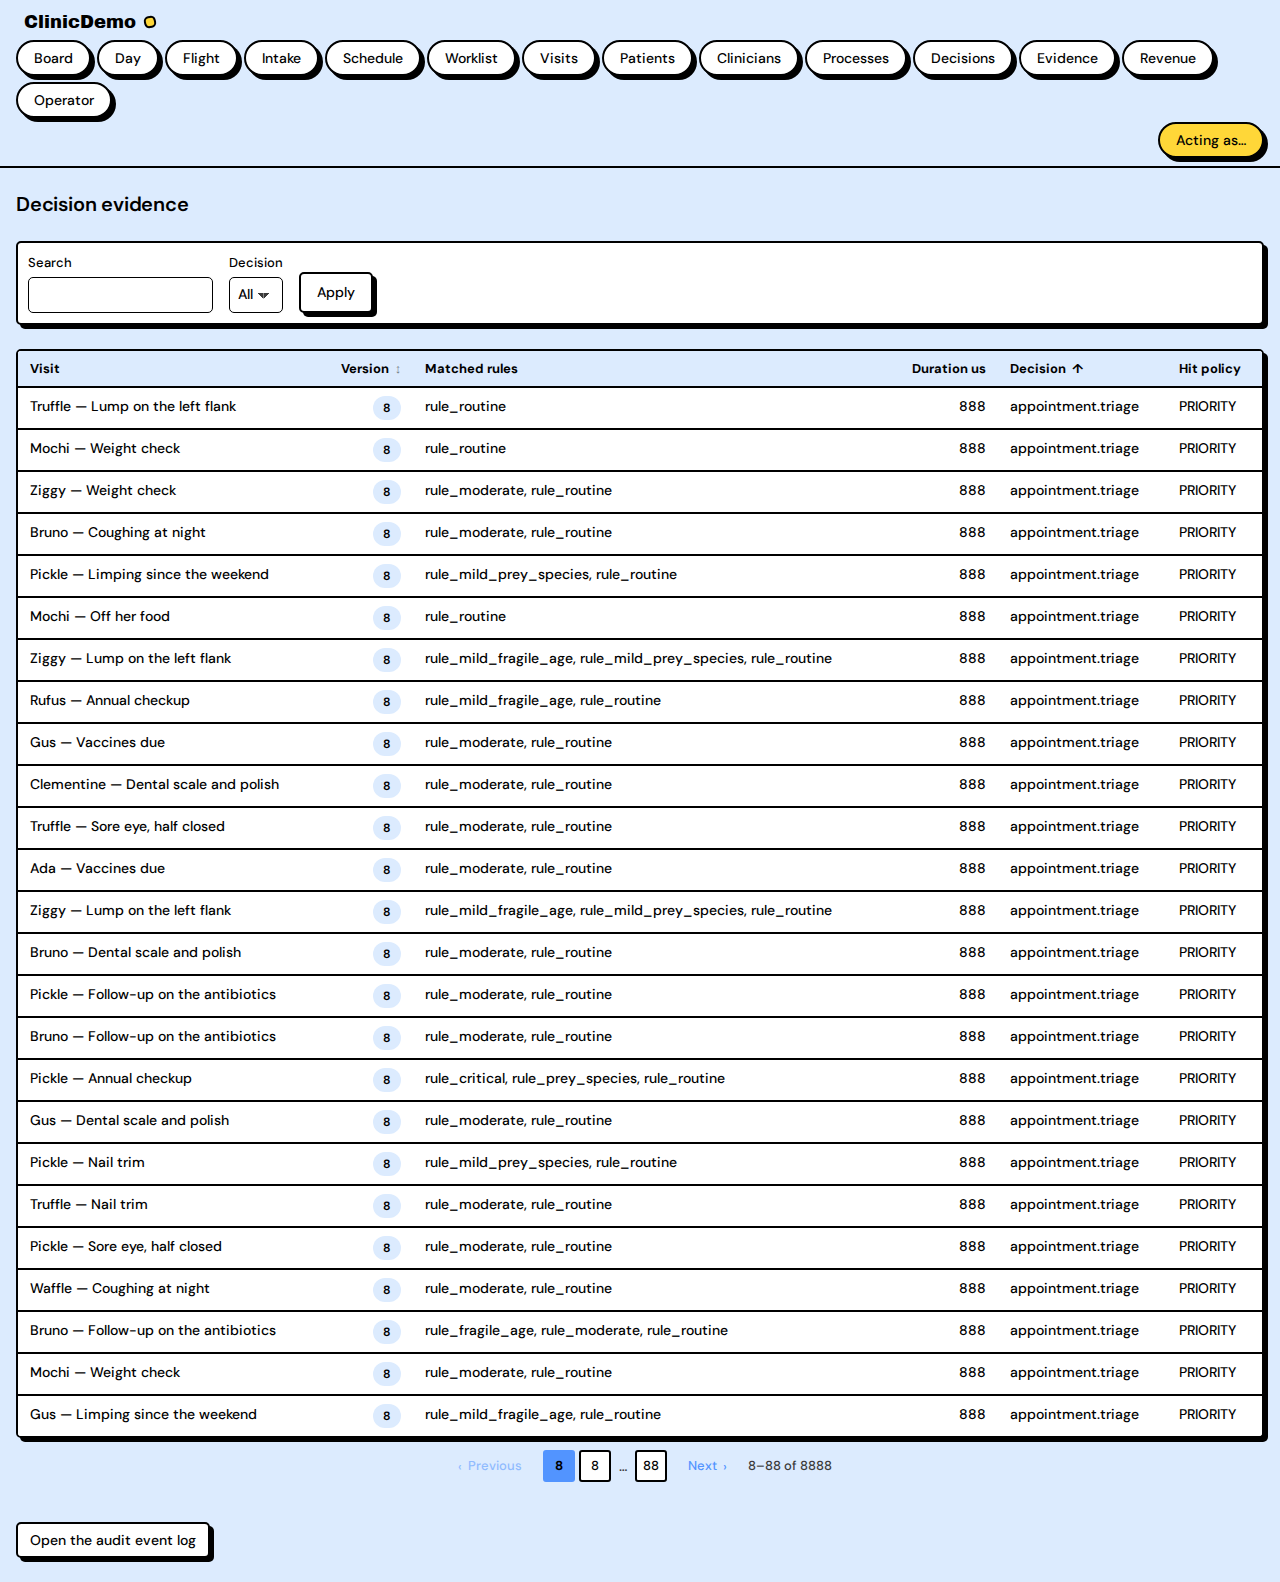 ClinicDemo
Board Day Flight Intake Schedule Worklist Visits Patients Clinicians Processes Decisions Evidence Revenue
Operator
Acting as...
Decision evidence
Search Decision
All Apply
Visit Version ↕ Matched rules Duration us Decision ↑ Hit policy
Truffle — Lump on the left flank 8 rule_routine 888 appointment.triage PRIORITY
Mochi — Weight check 8 rule_routine 888 appointment.triage PRIORITY
Ziggy — Weight check 8 rule_moderate, rule_routine 888 appointment.triage PRIORITY
Bruno — Coughing at night 8 rule_moderate, rule_routine 888 appointment.triage PRIORITY
Pickle — Limping since the weekend 8 rule_mild_prey_species, rule_routine 888 appointment.triage PRIORITY
Mochi — Off her food 8 rule_routine 888 appointment.triage PRIORITY
Ziggy — Lump on the left flank 8 rule_mild_fragile_age, rule_mild_prey_species, rule_routine 888 appointment.triage PRIORITY
Rufus — Annual checkup 8 rule_mild_fragile_age, rule_routine 888 appointment.triage PRIORITY
Gus — Vaccines due 8 rule_moderate, rule_routine 888 appointment.triage PRIORITY
Clementine — Dental scale and polish 8 rule_moderate, rule_routine 888 appointment.triage PRIORITY
Truffle — Sore eye, half closed 8 rule_moderate, rule_routine 888 appointment.triage PRIORITY
Ada — Vaccines due 8 rule_moderate, rule_routine 888 appointment.triage PRIORITY
Ziggy — Lump on the left flank 8 rule_mild_fragile_age, rule_mild_prey_species, rule_routine 888 appointment.triage PRIORITY
Bruno — Dental scale and polish 8 rule_moderate, rule_routine 888 appointment.triage PRIORITY
Pickle — Follow-up on the antibiotics 8 rule_moderate, rule_routine 888 appointment.triage PRIORITY
Bruno — Follow-up on the antibiotics 8 rule_moderate, rule_routine 888 appointment.triage PRIORITY
Pickle — Annual checkup 8 rule_critical, rule_prey_species, rule_routine 888 appointment.triage PRIORITY
Gus — Dental scale and polish 8 rule_moderate, rule_routine 888 appointment.triage PRIORITY
Pickle — Nail trim 8 rule_mild_prey_species, rule_routine 888 appointment.triage PRIORITY
Truffle — Nail trim 8 rule_moderate, rule_routine 888 appointment.triage PRIORITY
Pickle — Sore eye, half closed 8 rule_moderate, rule_routine 888 appointment.triage PRIORITY
Waffle — Coughing at night 8 rule_moderate, rule_routine 888 appointment.triage PRIORITY
Bruno — Follow-up on the antibiotics 8 rule_fragile_age, rule_moderate, rule_routine 888 appointment.triage PRIORITY
Mochi — Weight check 8 rule_moderate, rule_routine 888 appointment.triage PRIORITY
Gus — Limping since the weekend 8 rule_mild_fragile_age, rule_routine 888 appointment.triage PRIORITY
‹ Previous 8 8 ... 88 Next › 8–88 of 8888
Open the audit event log